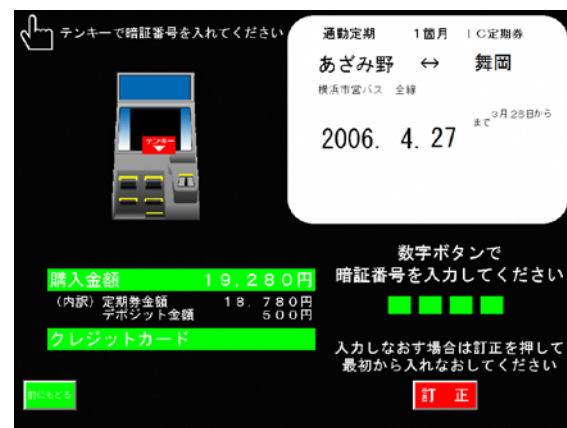 テンキーで暗証番号を入れてください
通勤定期 1箇月 IC定期券
あざみ野 ↔ 舞岡
横浜市営バス 全線
3月28日から
2006. 4. 27 まで
テンキー
数字ボタンで
暗証番号を入力してください
購入金額 19,280円
(内訳) 定期券金額 18,780円
デポジット金額 500円
クレジットカード
入力しなおす場合は訂正を押して
最初から入れなおしてください
前にもどる
訂 正